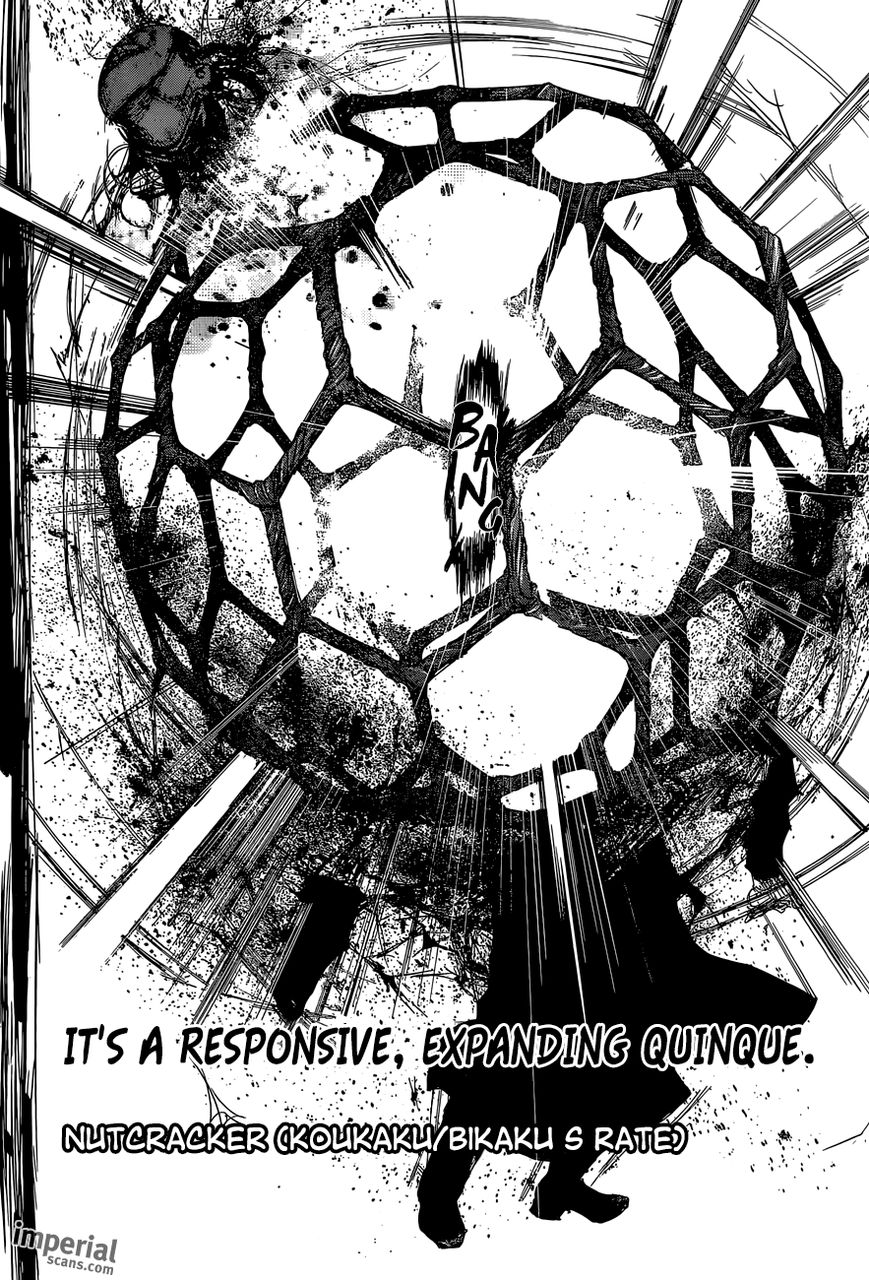 BANG
IT'S A RESPONSIVE, EXPANDING QUINQUE.
NUTCRACKER (KOUKAKU/BIKAKU S RATE)
imperial
scans.com